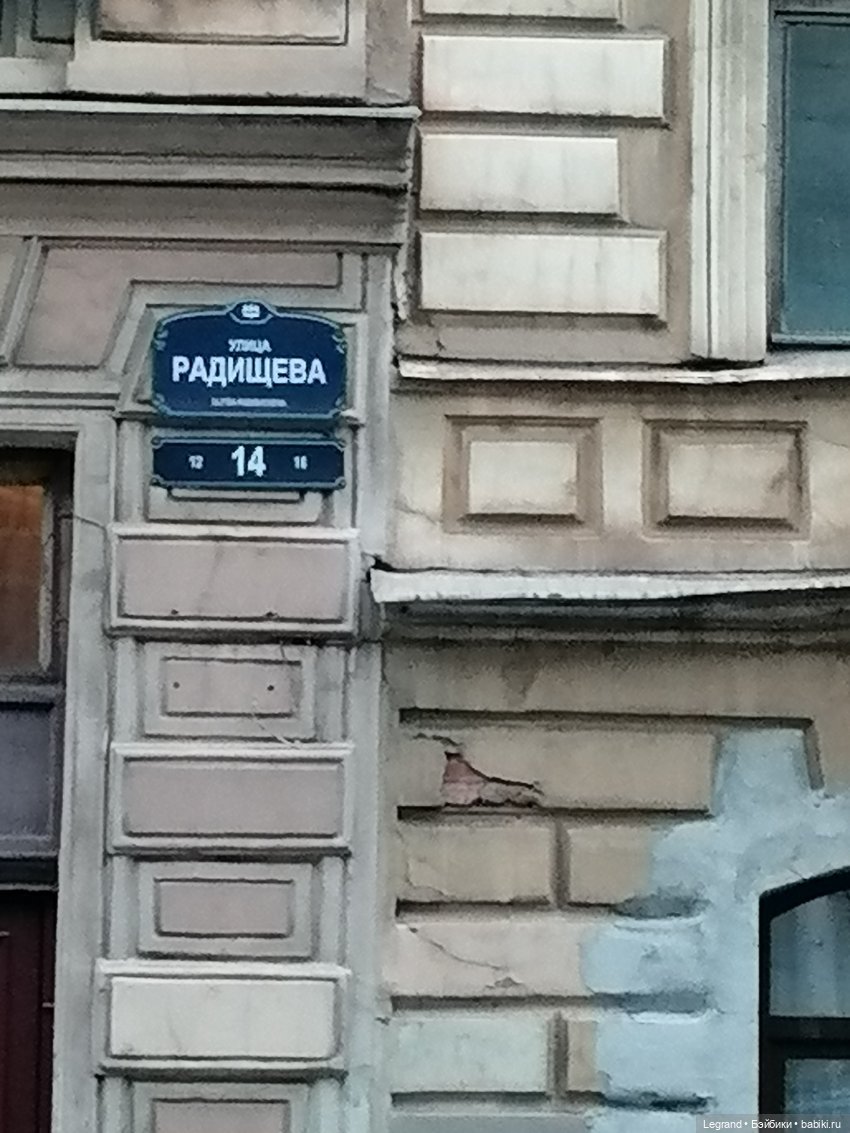 УЛИЦА
РАДИЩЕВА
12 14 16
Legrand • Бэйбики • babiki.ru